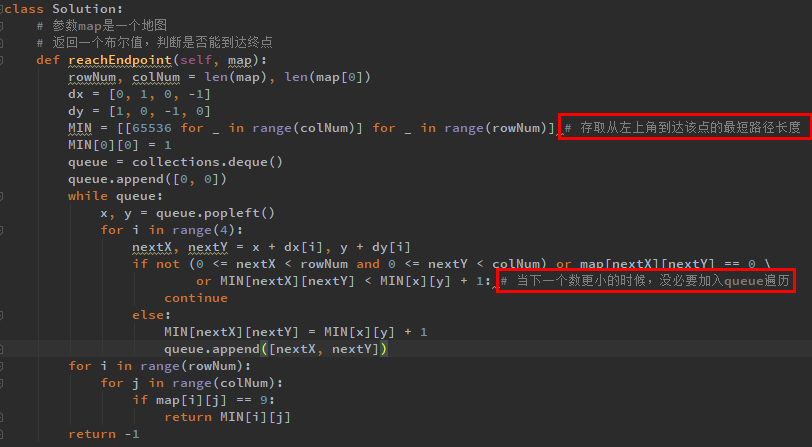 class Solution:
    # 参数map是一个地图
    # 返回一个布尔值，判断是否能到达终点
    def reachEndpoint(self, map):
        rowNum, colNum = len(map), len(map[0])
        dx = [0, 1, 0, -1]
        dy = [1, 0, -1, 0]
        MIN = [[65536 for _ in range(colNum)] for _ in range(rowNum)] # 存取从左上角到达该点的最短路径长度
        MIN[0][0] = 1
        queue = collections.deque()
        queue.append([0, 0])
        while queue:
            x, y = queue.popleft()
            for i in range(4):
                nextX, nextY = x + dx[i], y + dy[i]
                if not (0 <= nextX < rowNum and 0 <= nextY < colNum) or map[nextX][nextY] == 0 \
                        or MIN[nextX][nextY] < MIN[x][y] + 1: # 当下一个数更小的时候，没必要加入queue遍历
                    continue
                else:
                    MIN[nextX][nextY] = MIN[x][y] + 1
                    queue.append([nextX, nextY])
        for i in range(rowNum):
            for j in range(colNum):
                if map[i][j] == 9:
                    return MIN[i][j]
        return -1